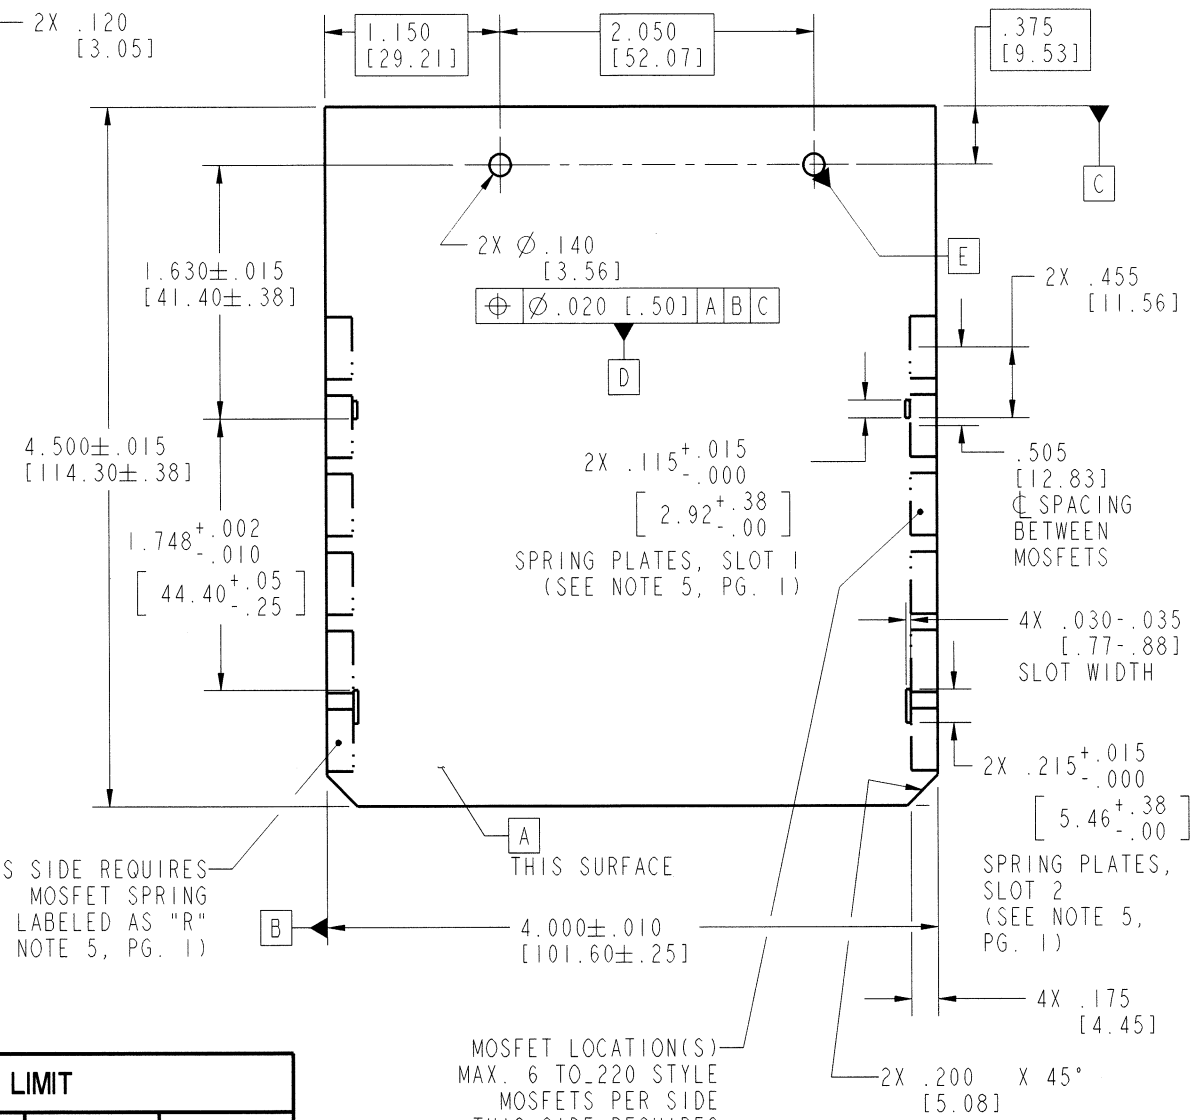 2X .120
[3.05]
1.150
[29.21]
2.050
[52.07]
.375
[9.53]
C
2X Ø .140
[3.56]
⌖ Ø.020 [.50] A B C
D
E
1.630±.015
[41.40±.38]
2X .455
[11.56]
4.500±.015
[114.30±.38]
2X .115 +.015 -.000
[2.92 +.38 -.00]
SPRING PLATES, SLOT 1
(SEE NOTE 5, PG. 1)
.505
[12.83]
℄ SPACING
BETWEEN
MOSFETS
1.748 +.002 -.010
[44.40 +.05 -.25]
4X .030-.035
[.77-.88]
SLOT WIDTH
2X .215 +.015 -.000
[5.46 +.38 -.00]
SPRING PLATES,
SLOT 2
(SEE NOTE 5,
PG. 1)
A
THIS SURFACE
S SIDE REQUIRES
MOSFET SPRING
LABELED AS "R"
NOTE 5, PG. 1)
B
4.000±.010
[101.60±.25]
4X .175
[4.45]
MOSFET LOCATION(S)
MAX. 6 TO_220 STYLE
MOSFETS PER SIDE
THIS SIDE REQUIRES
2X .200 X 45°
[5.08]
LIMIT